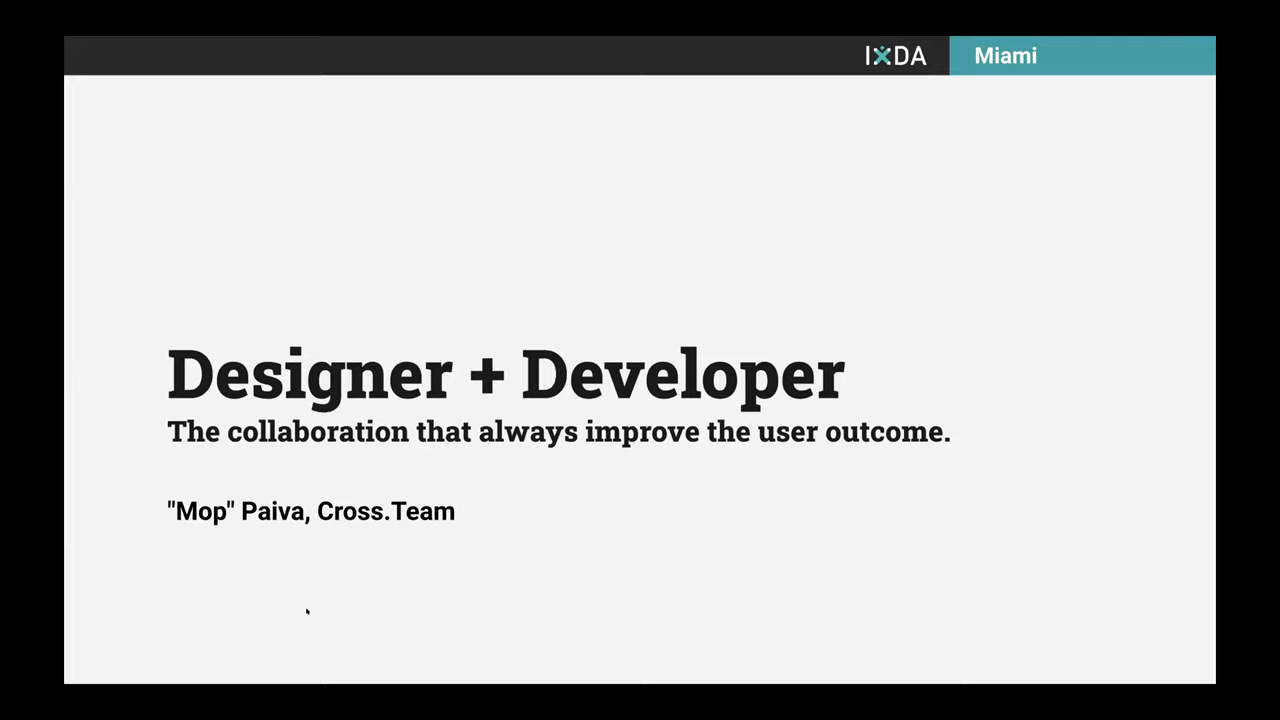 IXDA Miami
Designer + Developer
The collaboration that always improve the user outcome.
"Mop" Paiva, Cross.Team